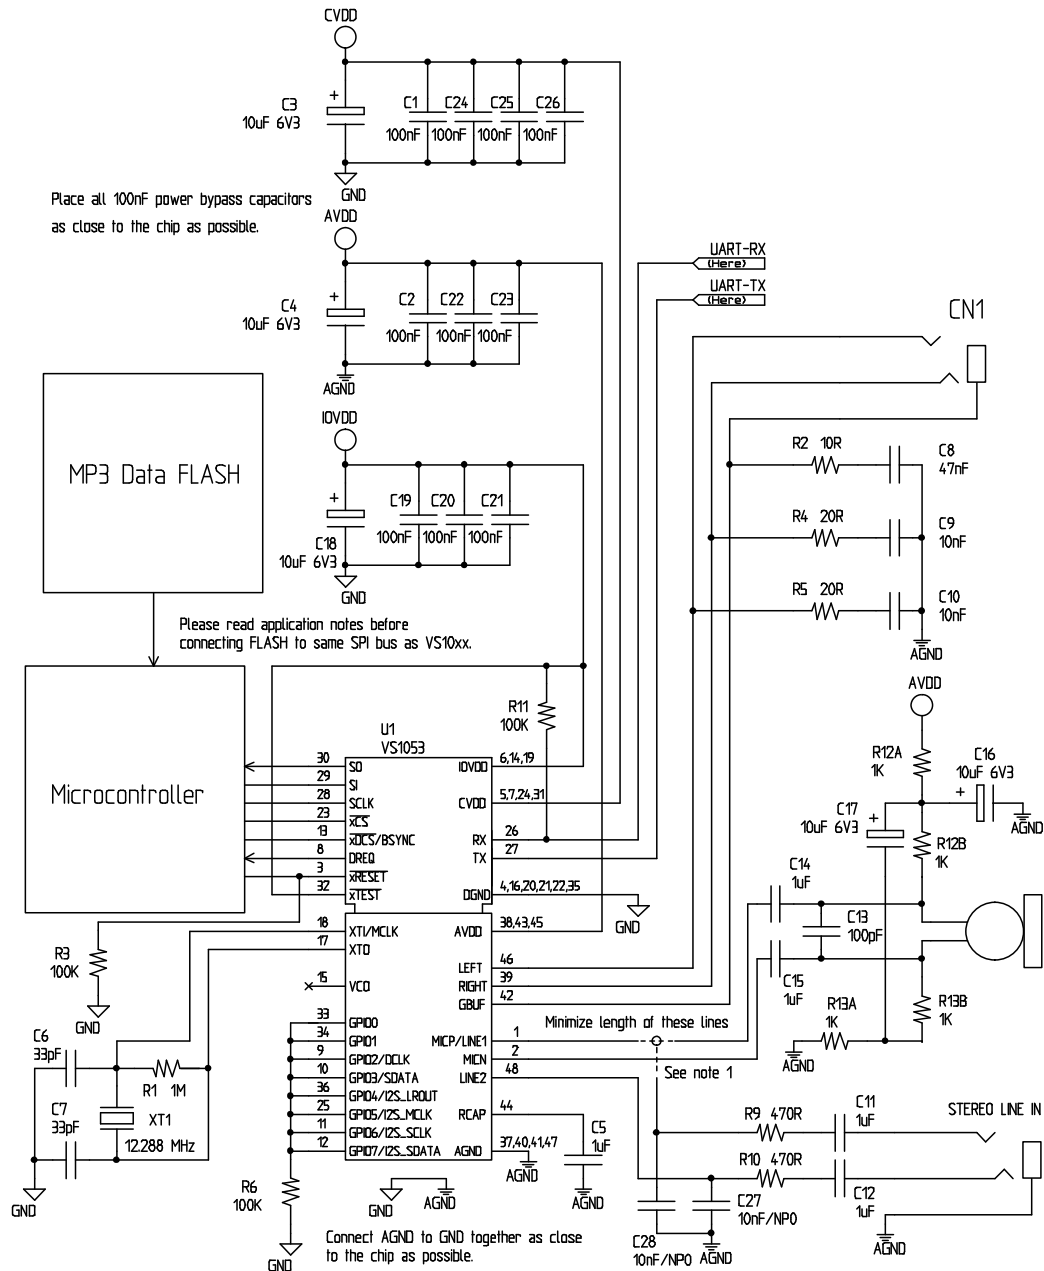 CVDD
C3
10uF 6V3
+
C1
100nF
C24
100nF
C25
100nF
C26
100nF
GND
Place all 100nF power bypass capacitors
as close to the chip as possible.
AVDD
C4
10uF 6V3
+
C2
100nF
C22
100nF
C23
100nF
AGND
UART-RX
(Here)
UART-TX
(Here)
CN1
IOVDD
+
C18
10uF 6V3
C19
100nF
C20
100nF
C21
100nF
GND
MP3 Data FLASH
R2 10R
C8
47nF
R4 20R
C9
10nF
R5 20R
C10
10nF
AGND
Please read application notes before
connecting FLASH to same SPI bus as VS10xx.
Microcontroller
R11
100K
U1
VS1053
30 SO
29 SI
28 SCLK
23 xCS
13 xDCS/BSYNC
8 DREQ
3 xRESET
32 xTEST
18 XTI/MCLK
17 XTO
15 VCO
33 GPIO0
34 GPIO1
9 GPIO2/DCLK
10 GPIO3/SDATA
36 GPIO4/I2S_LROUT
25 GPIO5/I2S_MCLK
11 GPIO6/I2S_SCLK
12 GPIO7/I2S_SDATA
IOVDD 6,14,19
CVDD 5,7,24,31
RX 26
TX 27
DGND 4,16,20,21,22,35
GND
AVDD 38,43,45
LEFT 46
RIGHT 39
GBUF 42
MICP/LINE1 1
MICN 2
LINE2 48
RCAP 44
AGND 37,40,41,47
AGND
C5
1uF
AGND
AVDD
R12A
1K
C16
10uF 6V3
+
AGND
C17
10uF 6V3
+
R12B
1K
C14
1uF
C13
100pF
C15
1uF
R13A
1K
R13B
1K
AGND
R3
100K
GND
C6
33pF
R1 1M
C7
33pF
XT1
12.288 MHz
GND
R6
100K
GND
GND
AGND
Connect AGND to GND together as close
to the chip as possible.
Minimize length of these lines
See note 1
R9 470R
C11
1uF
STEREO LINE IN
R10 470R
C12
1uF
C27
10nF/NP0
C28
10nF/NP0
AGND
AGND